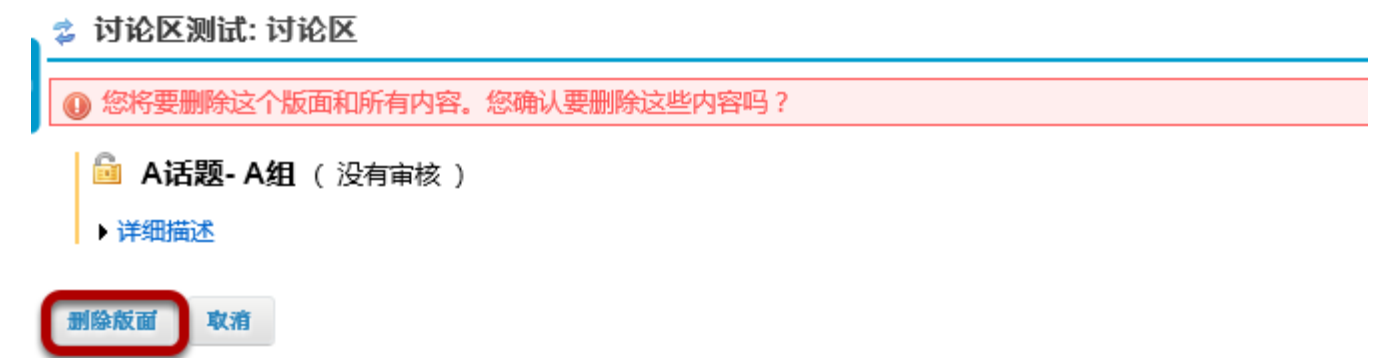 讨论区测试: 讨论区
您将要删除这个版面和所有内容。您确认要删除这些内容吗？
A话题- A组 （ 没有审核 ）
详细描述
删除版面 取消